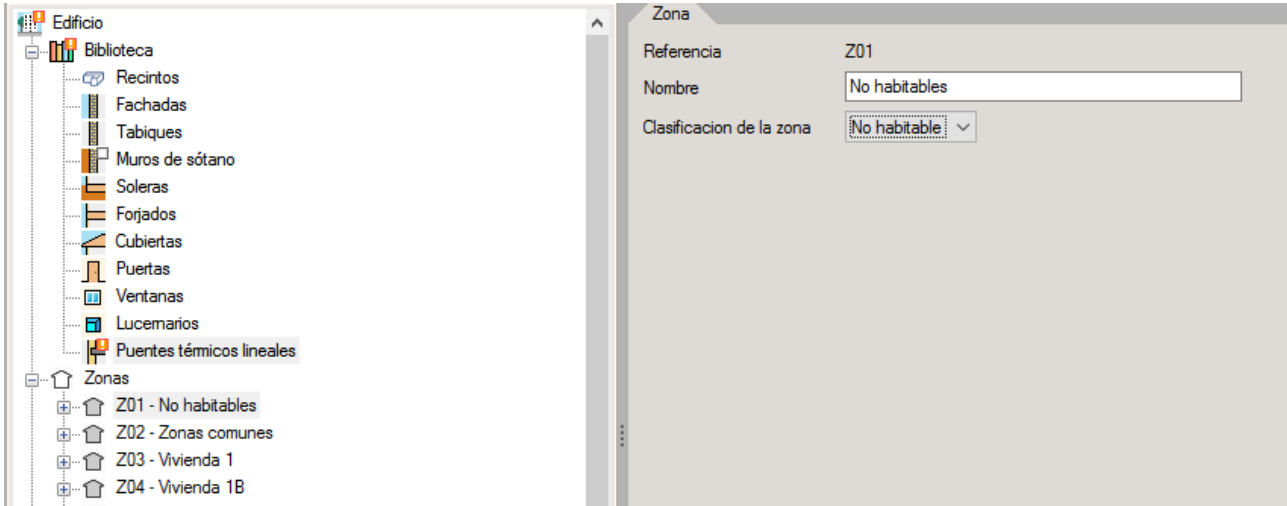 Edificio
Biblioteca
Recintos
Fachadas
Tabiques
Muros de sótano
Soleras
Forjados
Cubiertas
Puertas
Ventanas
Lucernarios
Puentes térmicos lineales
Zonas
Z01 - No habitables
Z02 - Zonas comunes
Z03 - Vivienda 1
Z04 - Vivienda 1B
Zona
Referencia Z01
Nombre No habitables
Clasificacion de la zona No habitable